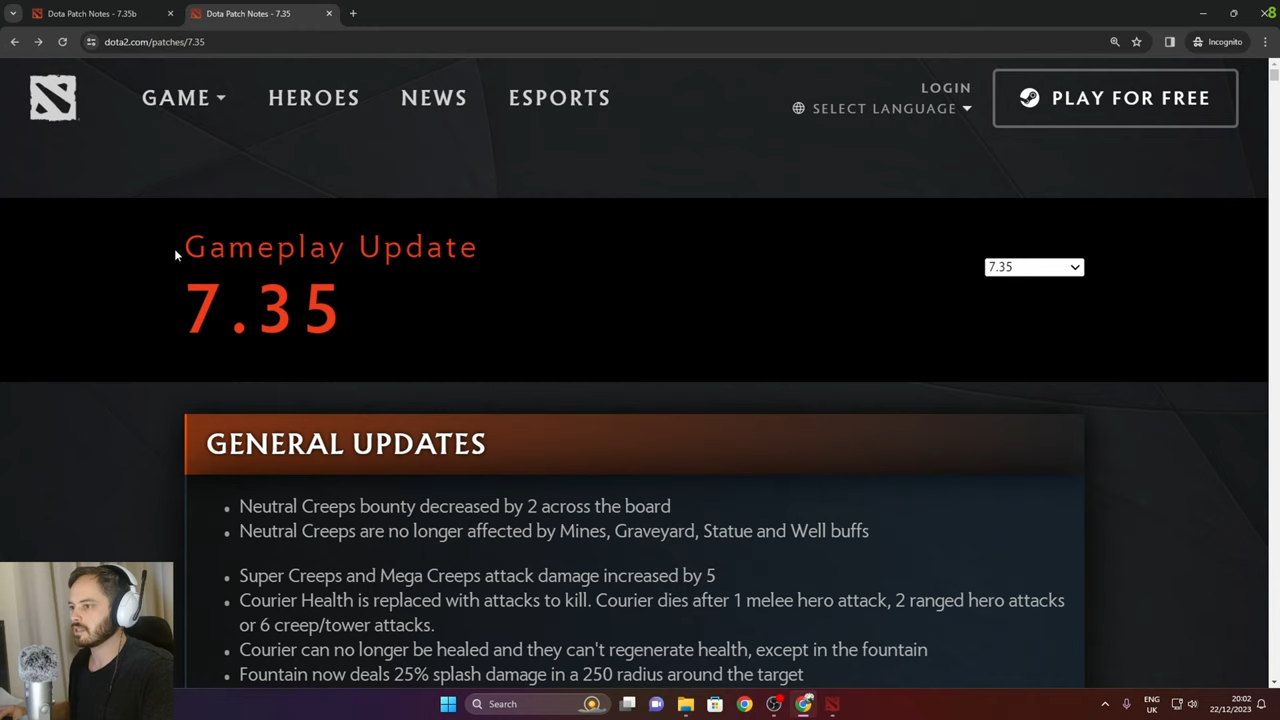 Dota Patch Notes - 7.35b
Dota Patch Notes - 7.35
8
dota2.com/patches/7.35
Incognito
GAME
HEROES
NEWS
ESPORTS
LOGIN
SELECT LANGUAGE
PLAY FOR FREE
Gameplay Update
7.35
7.35
GENERAL UPDATES
Neutral Creeps bounty decreased by 2 across the board
Neutral Creeps are no longer affected by Mines, Graveyard, Statue and Well buffs
Super Creeps and Mega Creeps attack damage increased by 5
Courier Health is replaced with attacks to kill. Courier dies after 1 melee hero attack, 2 ranged hero attacks
or 6 creep/tower attacks.
Courier can no longer be healed and they can't regenerate health, except in the fountain
Fountain now deals 25% splash damage in a 250 radius around the target
Search
ENG
UK
20:02
22/12/2023